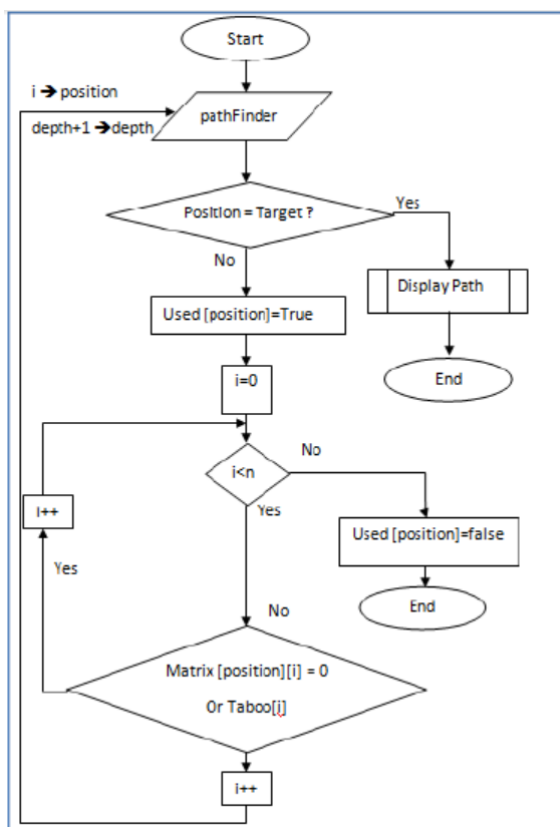 Start
i ➔ position
pathFinder
depth+1 ➔depth
Position = Target ?
Yes
No
Used [position]=True
Display Path
End
i=0
i<n
No
Yes
i++
Used [position]=false
Yes
End
No
Matrix [position][i] = 0
Or Taboo[i]
i++